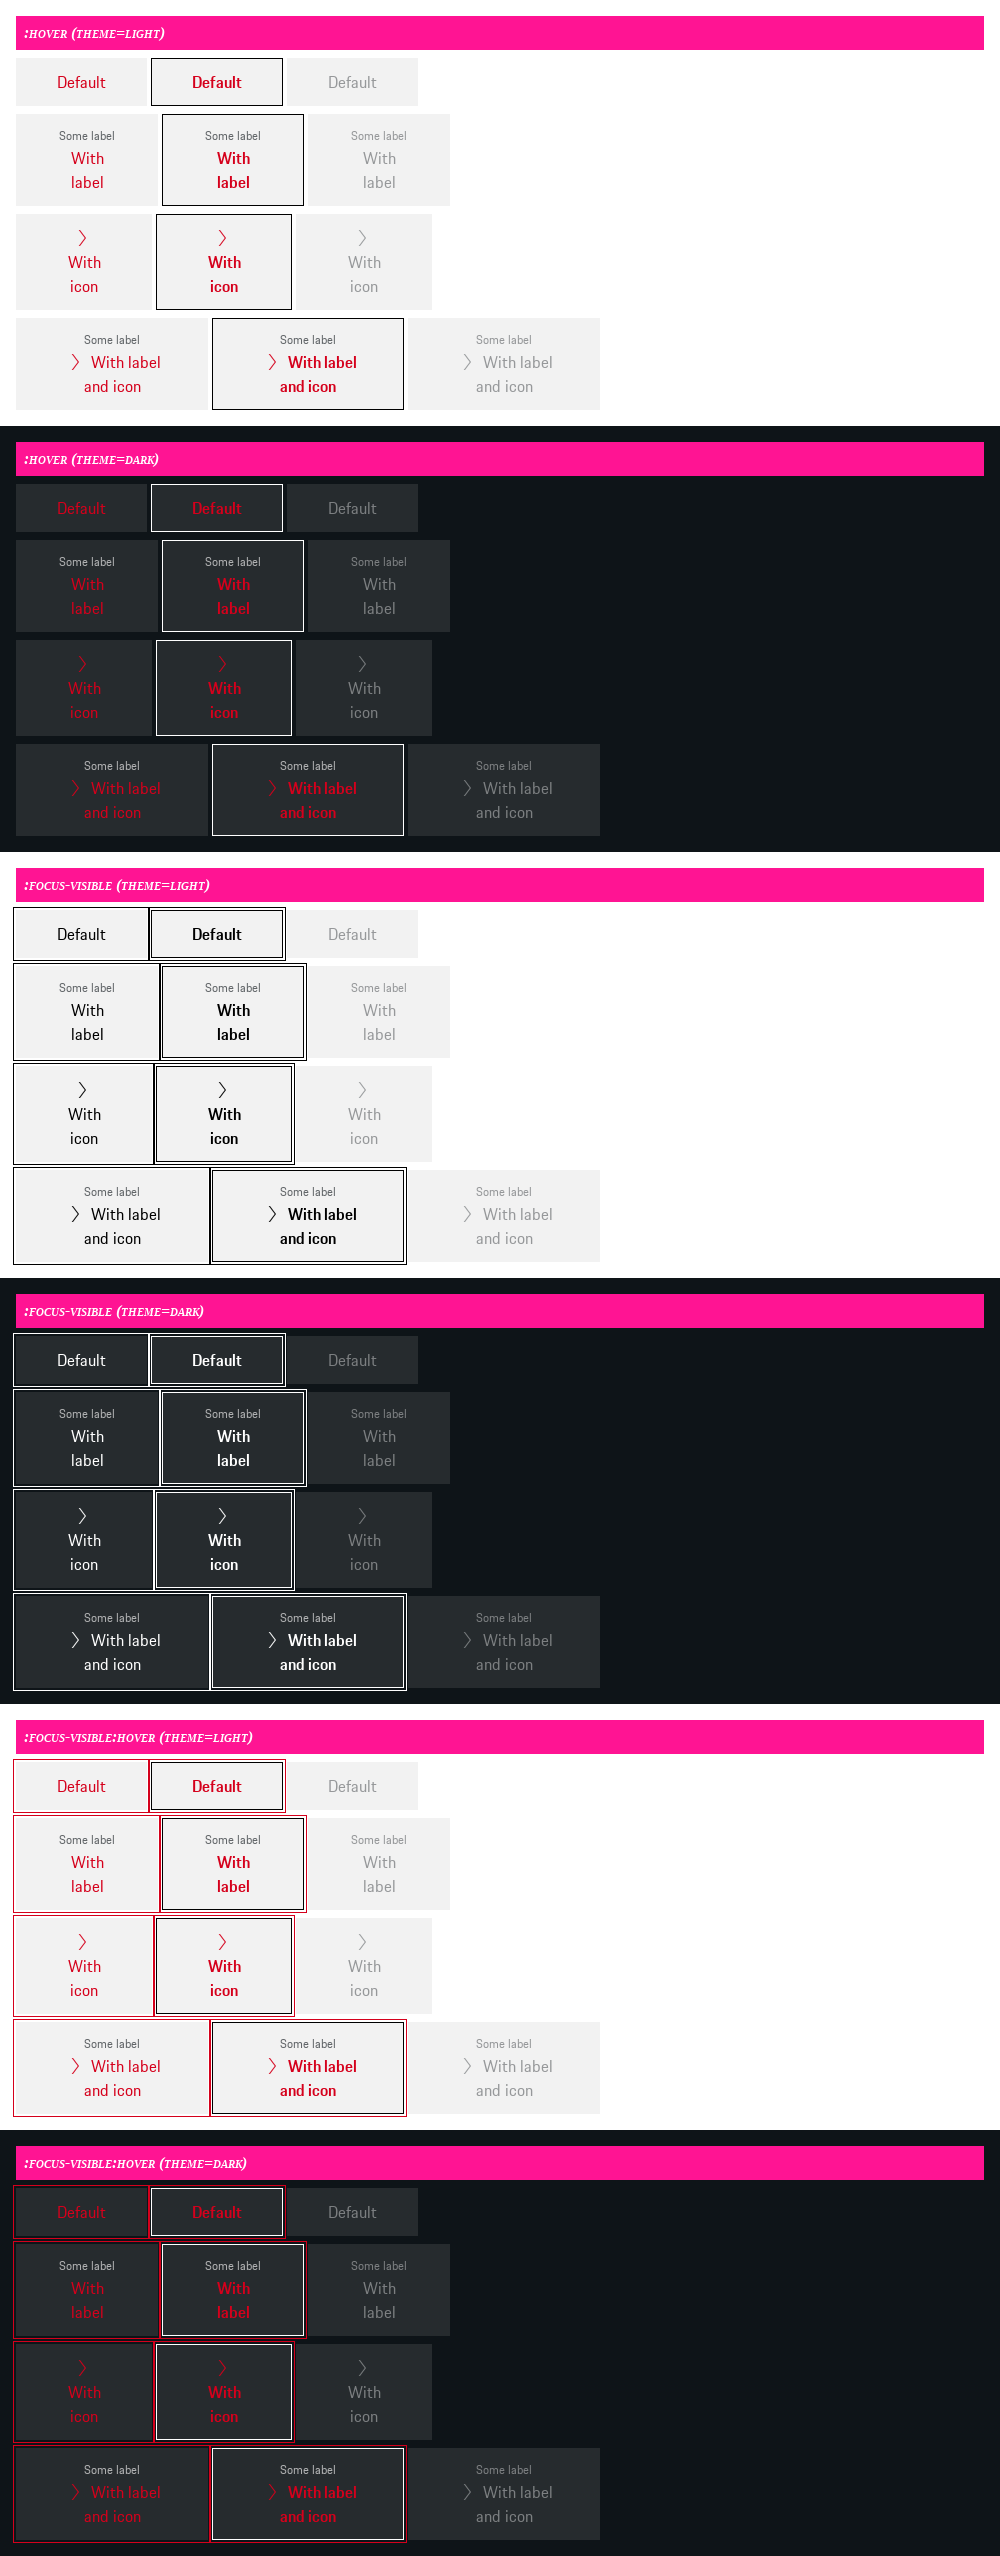 :HOVER (THEME=LIGHT)
Default Default Default
Some label Some label Some label
With With With
label label label
With With With
icon icon icon
Some label Some label Some label
With label With label With label
and icon and icon and icon
:HOVER (THEME=DARK)
Default Default Default
Some label Some label Some label
With With With
label label label
With With With
icon icon icon
Some label Some label Some label
With label With label With label
and icon and icon and icon
:FOCUS-VISIBLE (THEME=LIGHT)
Default Default Default
Some label Some label Some label
With With With
label label label
With With With
icon icon icon
Some label Some label Some label
With label With label With label
and icon and icon and icon
:FOCUS-VISIBLE (THEME=DARK)
Default Default Default
Some label Some label Some label
With With With
label label label
With With With
icon icon icon
Some label Some label Some label
With label With label With label
and icon and icon and icon
:FOCUS-VISIBLE:HOVER (THEME=LIGHT)
Default Default Default
Some label Some label Some label
With With With
label label label
With With With
icon icon icon
Some label Some label Some label
With label With label With label
and icon and icon and icon
:FOCUS-VISIBLE:HOVER (THEME=DARK)
Default Default Default
Some label Some label Some label
With With With
label label label
With With With
icon icon icon
Some label Some label Some label
With label With label With label
and icon and icon and icon